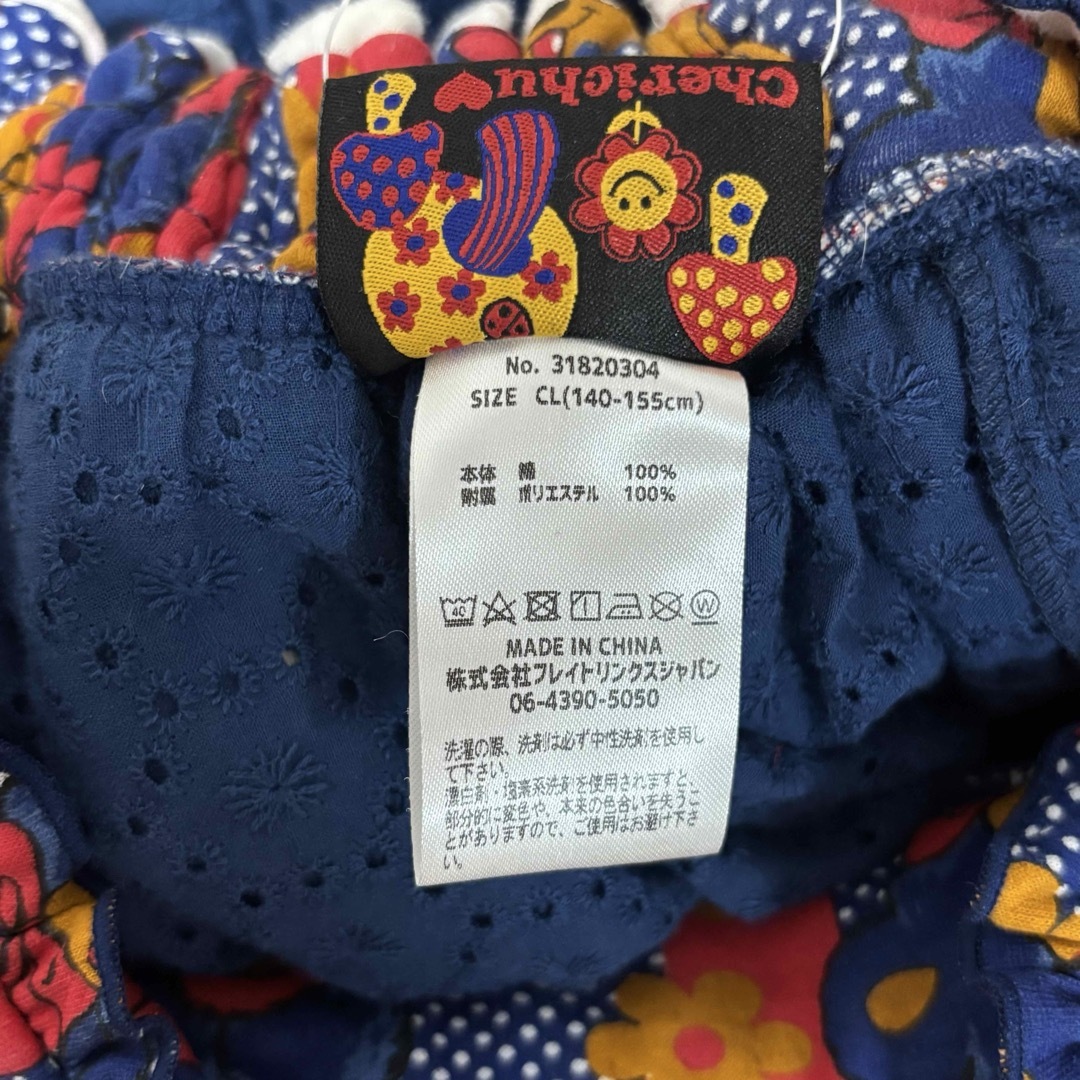 Cherichu
No. 31820304
SIZE CL(140-155cm)
本体 綿 100%
附属 ポリエステル 100%
40
W
MADE IN CHINA
株式会社フレイトリンクスジャパン
06-4390-5050
洗濯の際、洗剤は必ず中性洗剤を使用し
て下さい。
漂白剤・塩素系洗剤を使用されますと、
部分的に変色や、本来の色合いを失うこ
とがありますので、ご使用はお避け下さ
い。